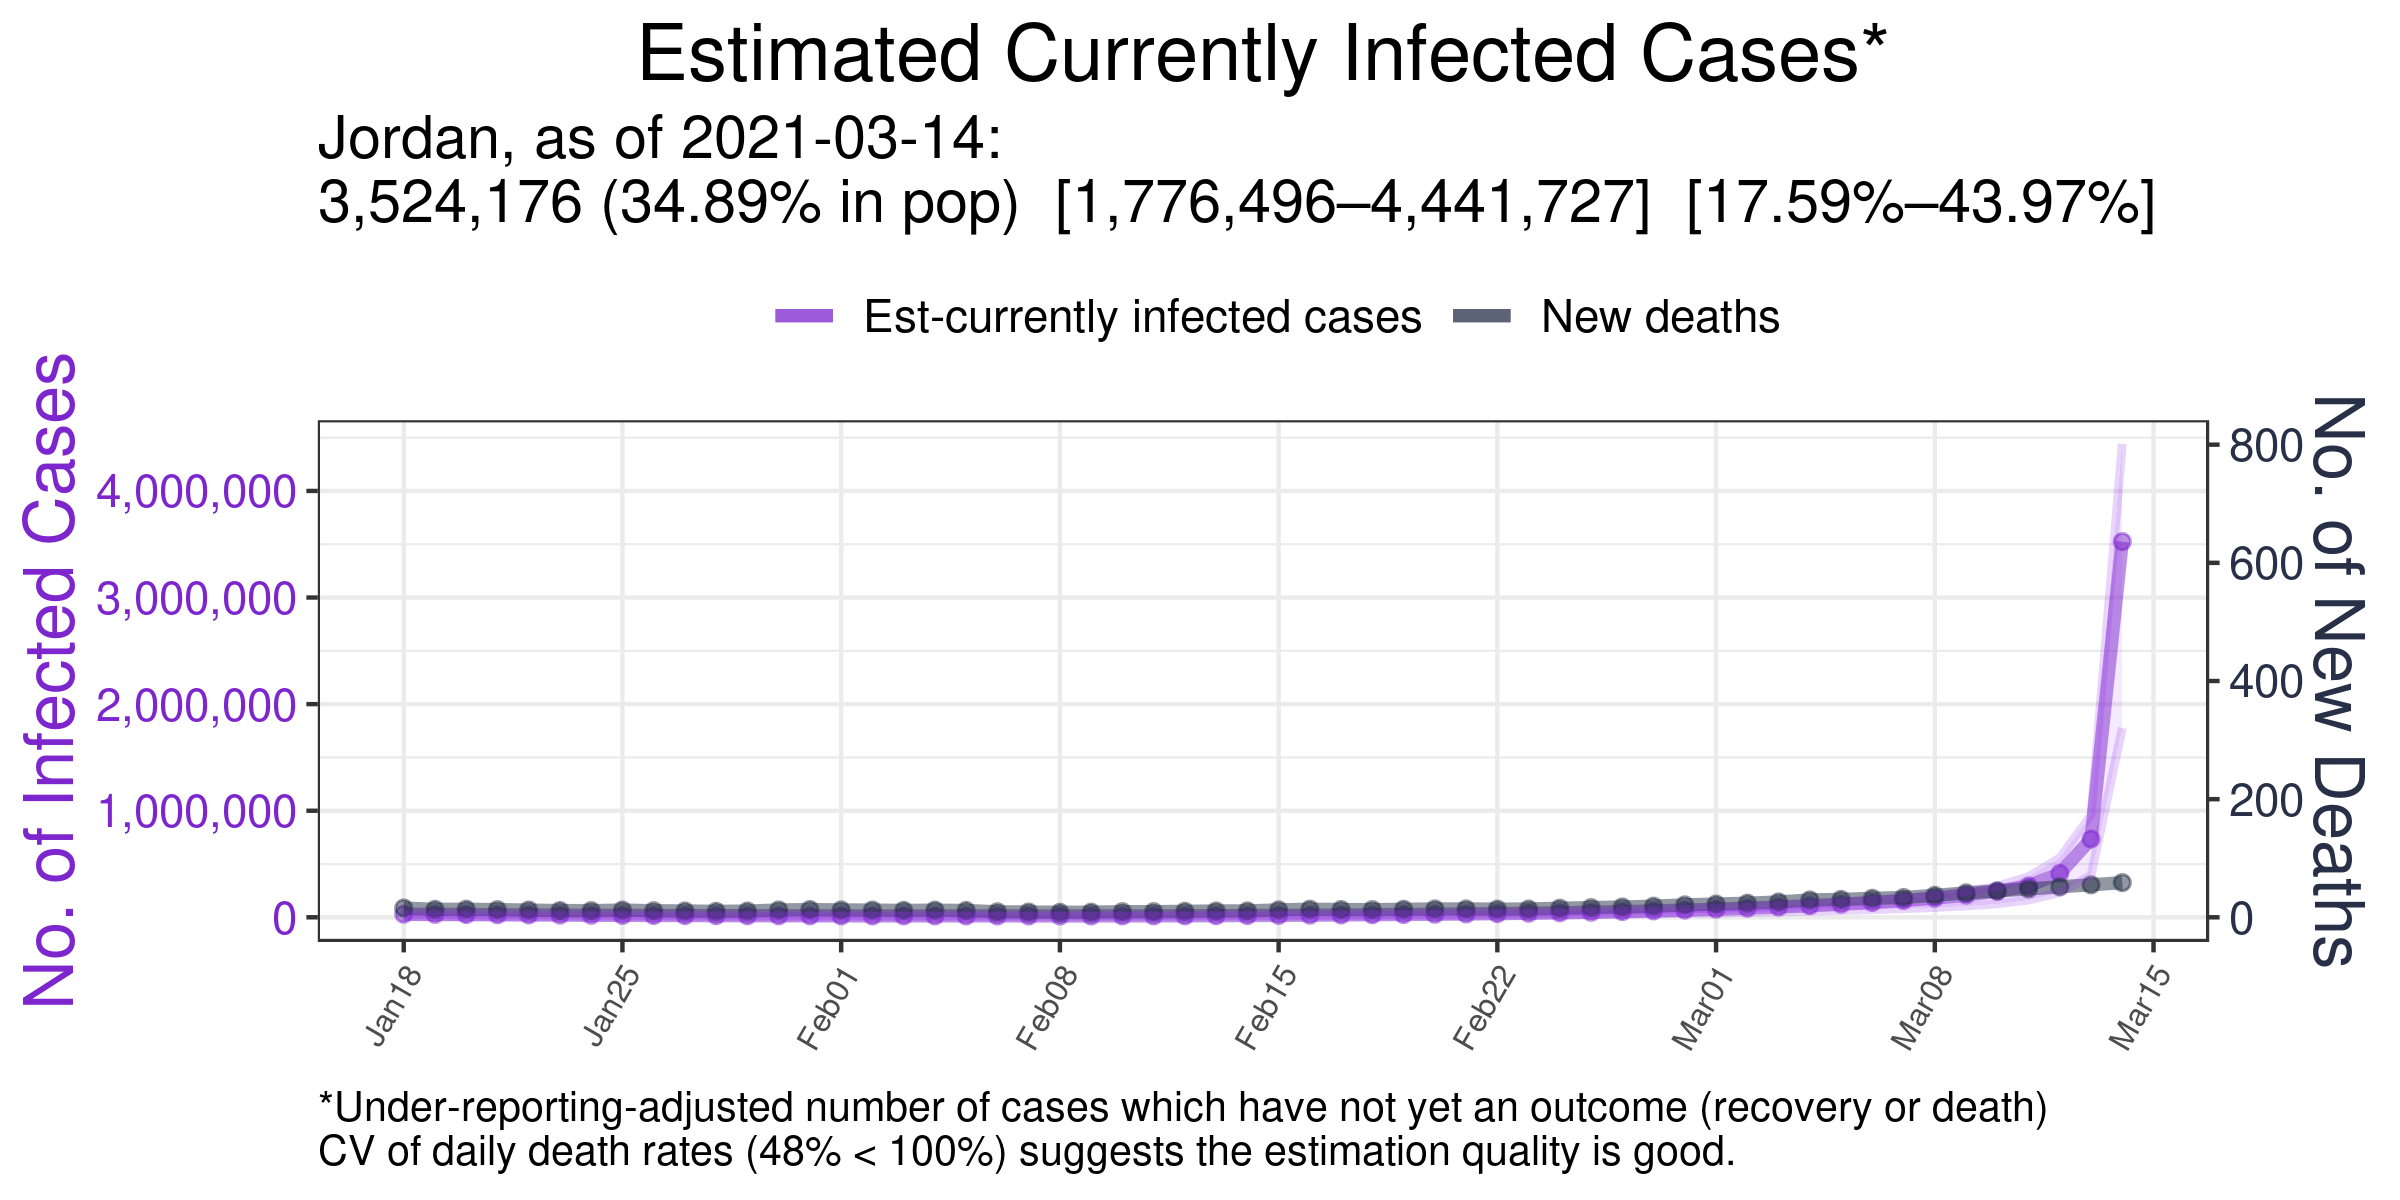 Estimated Currently Infected Cases*
Jordan, as of 2021-03-14:
3,524,176 (34.89% in pop)  [1,776,496–4,441,727]  [17.59%–43.97%]
Est-currently infected cases
New deaths
No. of Infected Cases
4,000,000
3,000,000
2,000,000
1,000,000
0
800
600
400
200
0
No. of New Deaths
Jan18
Jan25
Feb01
Feb08
Feb15
Feb22
Mar01
Mar08
Mar15
*Under-reporting-adjusted number of cases which have not yet an outcome (recovery or death)
CV of daily death rates (48% < 100%) suggests the estimation quality is good.